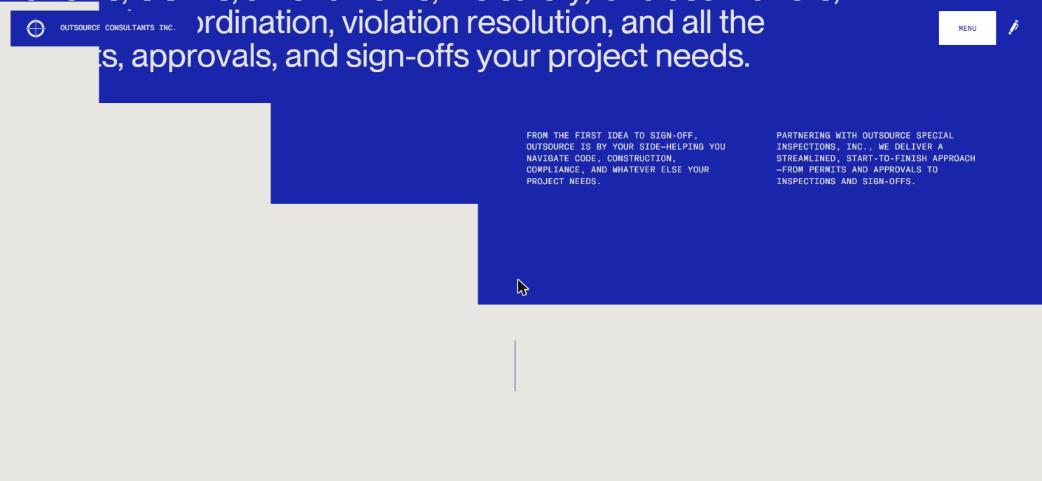 OUTSOURCE CONSULTANTS INC.
MENU
ordination, violation resolution, and all the
ts, approvals, and sign-offs your project needs.
FROM THE FIRST IDEA TO SIGN-OFF,
OUTSOURCE IS BY YOUR SIDE—HELPING YOU
NAVIGATE CODE, CONSTRUCTION,
COMPLIANCE, AND WHATEVER ELSE YOUR
PROJECT NEEDS.
PARTNERING WITH OUTSOURCE SPECIAL
INSPECTIONS, INC., WE DELIVER A
STREAMLINED, START-TO-FINISH APPROACH
—FROM PERMITS AND APPROVALS TO
INSPECTIONS AND SIGN-OFFS.